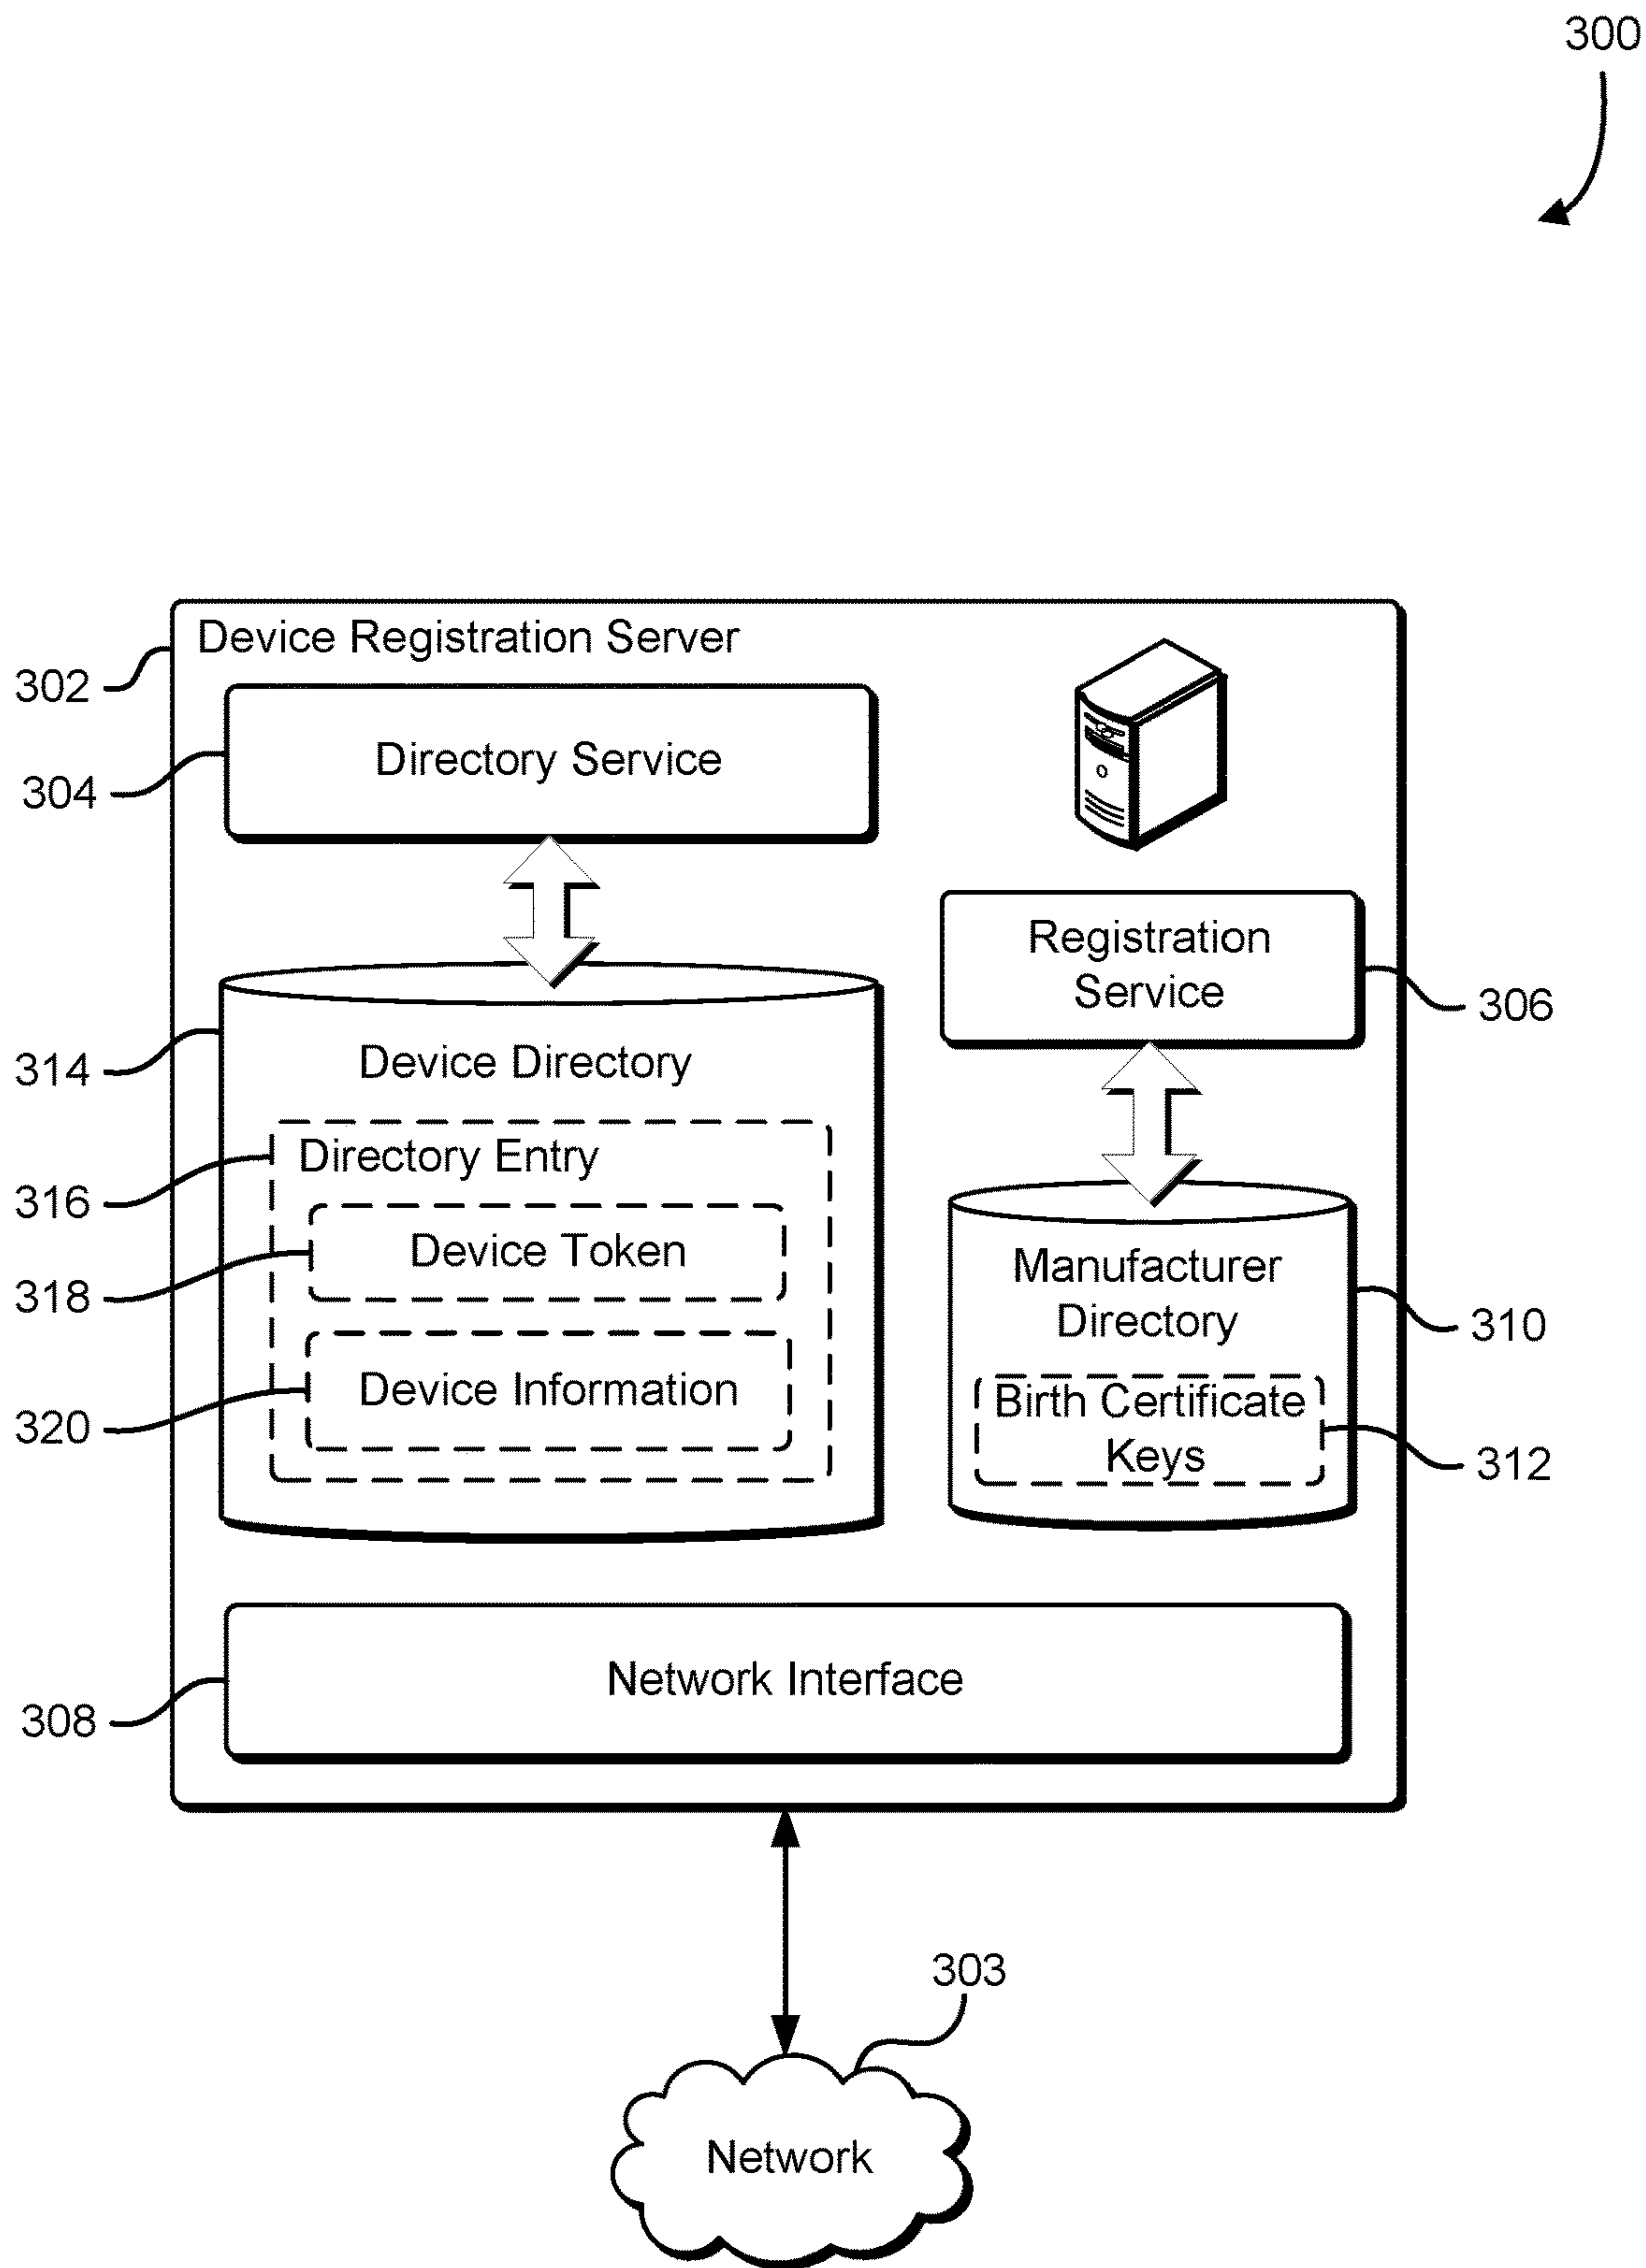 300
Device Registration Server
302
Directory Service
304
Registration
Service
306
314
Device Directory
Directory Entry
316
Device Token
318
Device Information
320
Manufacturer
Directory
310
Birth Certificate
Keys
312
Network Interface
308
303
Network